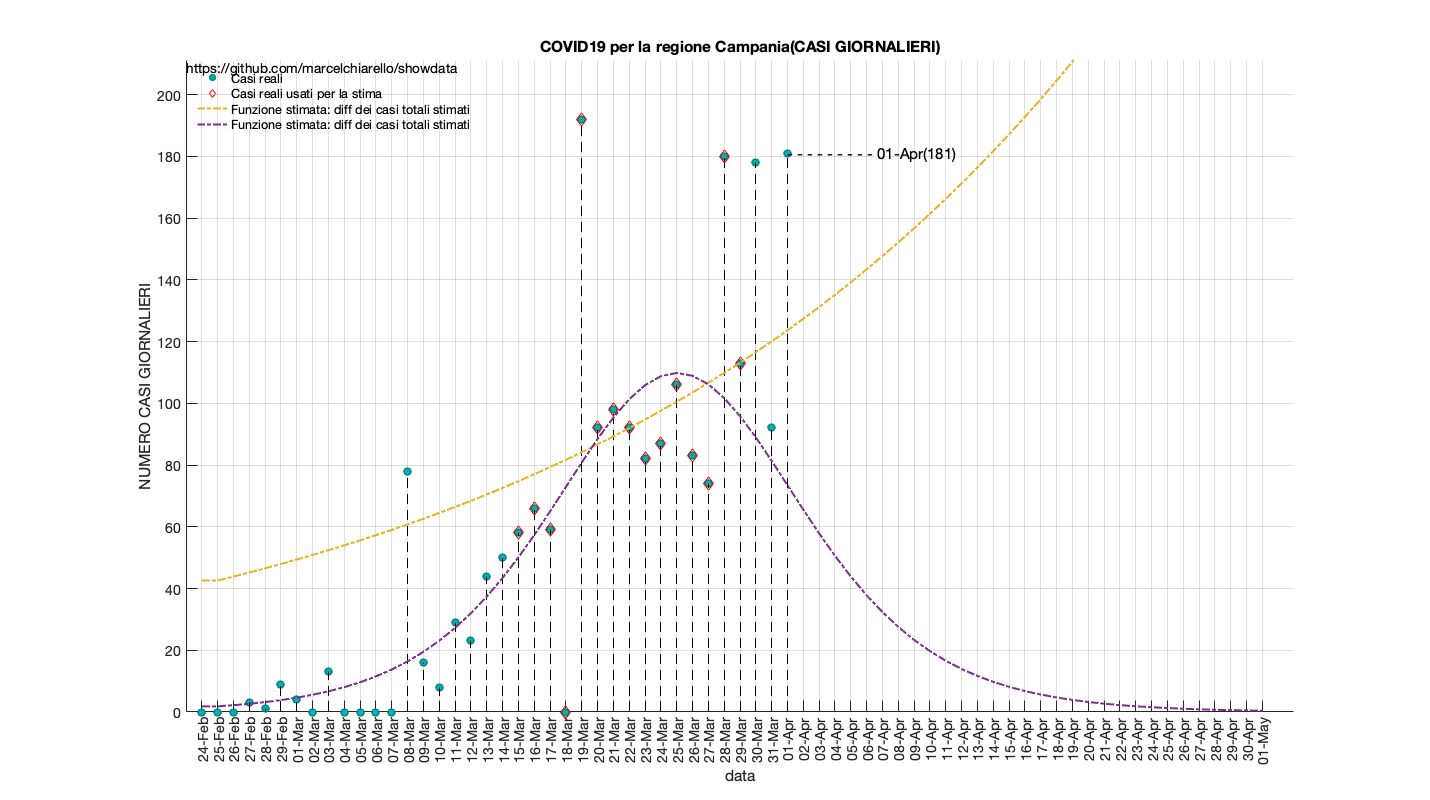 COVID19 per la regione Campania(CASI GIORNALIERI)
https://github.com/marcelchiarello/showdata
Casi reali
Casi reali usati per la stima
Funzione stimata: diff dei casi totali stimati
Funzione stimata: diff dei casi totali stimati
200
180
160
140
120
100
80
60
40
20
0
NUMERO CASI GIORNALIERI
01-Apr(181)
24-Feb
25-Feb
26-Feb
27-Feb
28-Feb
29-Feb
01-Mar
02-Mar
03-Mar
04-Mar
05-Mar
06-Mar
07-Mar
08-Mar
09-Mar
10-Mar
11-Mar
12-Mar
13-Mar
14-Mar
15-Mar
16-Mar
17-Mar
18-Mar
19-Mar
20-Mar
21-Mar
22-Mar
23-Mar
24-Mar
25-Mar
26-Mar
27-Mar
28-Mar
29-Mar
30-Mar
31-Mar
01-Apr
02-Apr
03-Apr
04-Apr
05-Apr
06-Apr
07-Apr
08-Apr
09-Apr
10-Apr
11-Apr
12-Apr
13-Apr
14-Apr
15-Apr
16-Apr
17-Apr
18-Apr
19-Apr
20-Apr
21-Apr
22-Apr
23-Apr
24-Apr
25-Apr
26-Apr
27-Apr
28-Apr
29-Apr
30-Apr
01-May
data